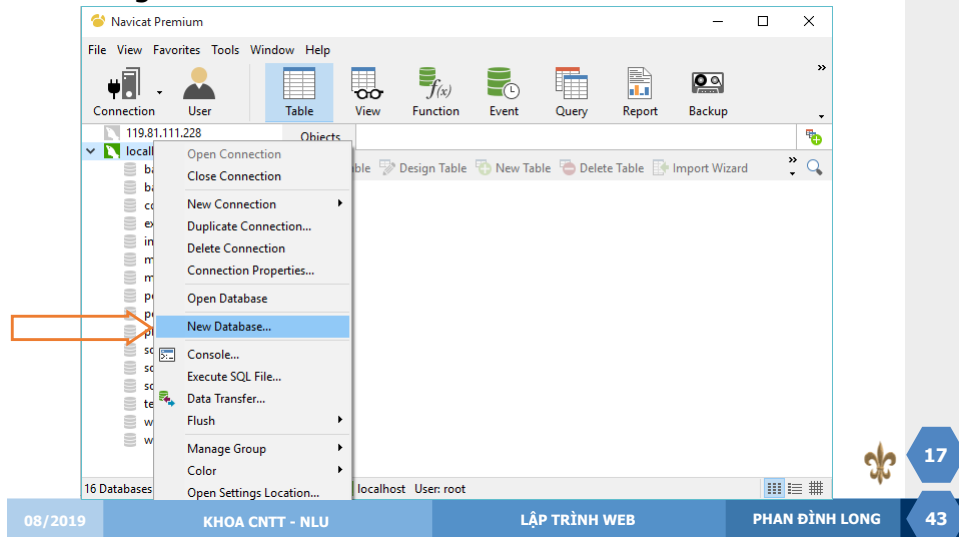 Navicat Premium
File View Favorites Tools Window Help
Connection User Table View Function Event Query Report Backup
f(x)
119.81.111.228
Objects
Design Table New Table Delete Table Import Wizard
Open Connection
Close Connection
New Connection
Duplicate Connection...
Delete Connection
Connection Properties...
Open Database
New Database...
Console...
Execute SQL File...
Data Transfer...
Flush
Manage Group
Color
Open Settings Location...
16 Databases
localhost User: root
17
08/2019 KHOA CNTT - NLU LẬP TRÌNH WEB PHAN ĐÌNH LONG 43